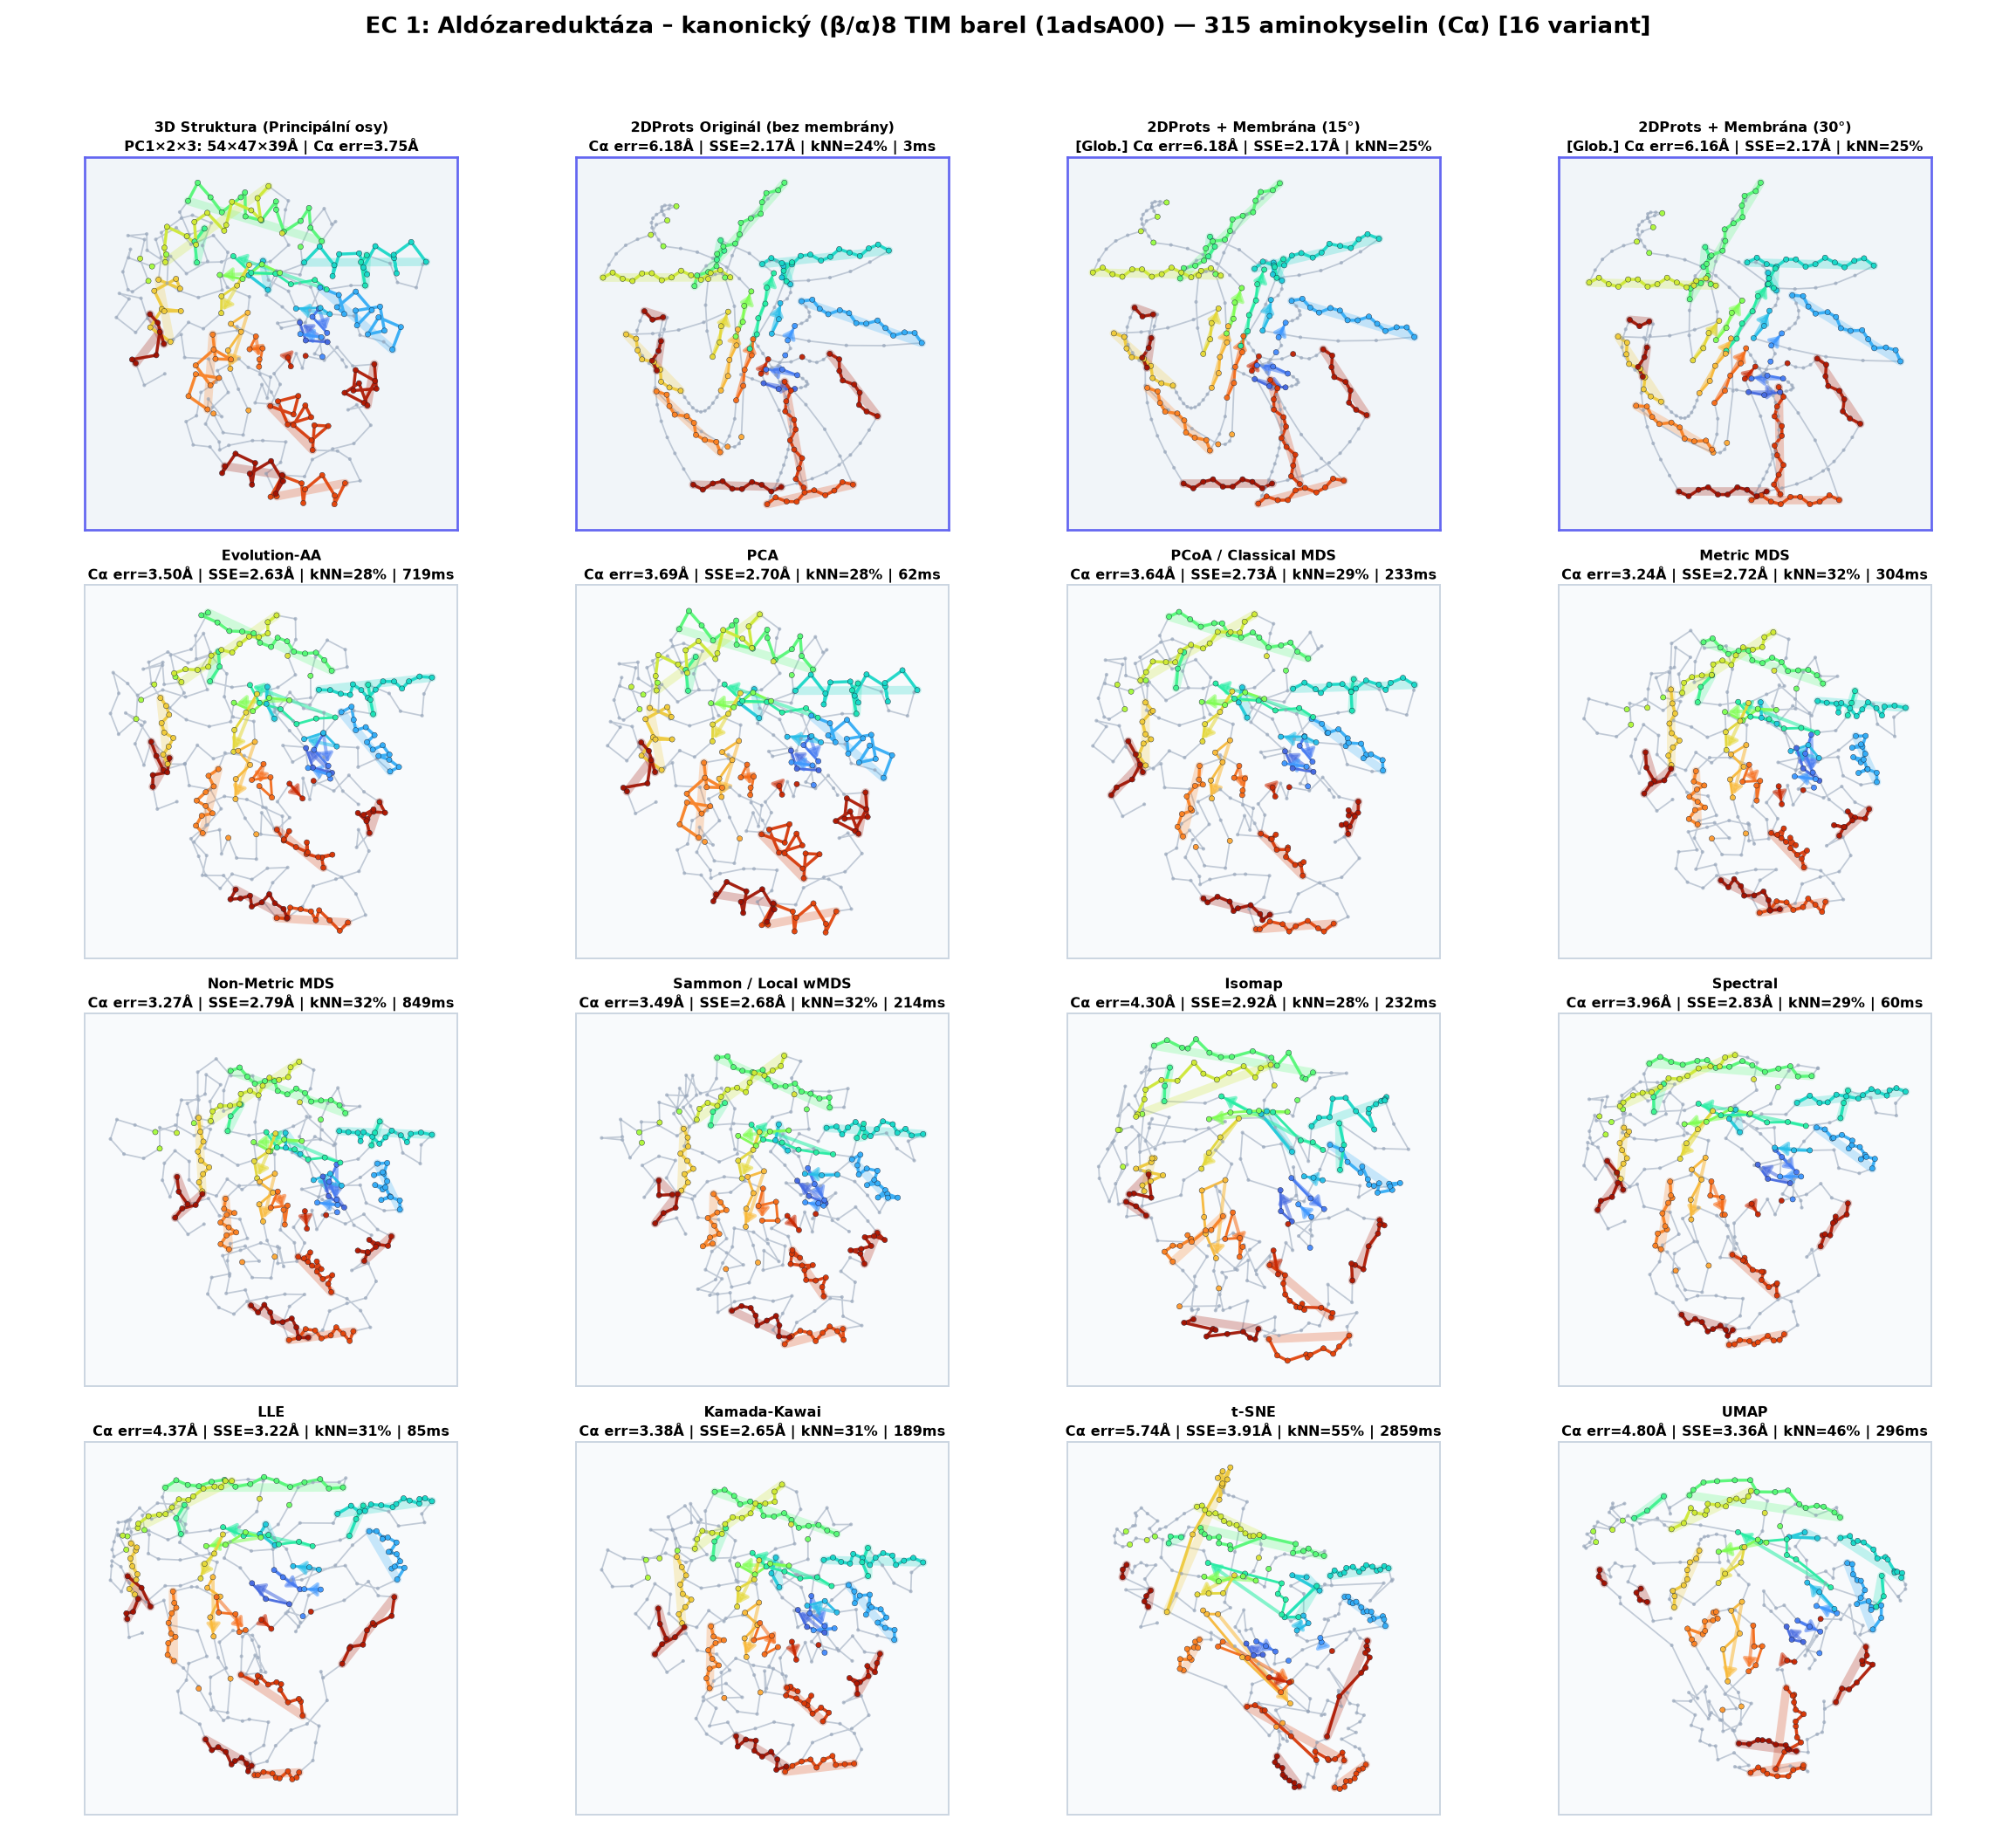 EC 1: Aldózareduktáza – kanonický (β/α)8 TIM barel (1adsA00) — 315 aminokyselin (Cα) [16 variant]
3D Struktura (Principální osy)
PC1×2×3: 54×47×39Å | Cα err=3.75Å
2DProts Originál (bez membrány)
Cα err=6.18Å | SSE=2.17Å | kNN=24% | 3ms
2DProts + Membrána (15°)
[Glob.] Cα err=6.18Å | SSE=2.17Å | kNN=25%
2DProts + Membrána (30°)
[Glob.] Cα err=6.16Å | SSE=2.17Å | kNN=25%
Evolution-AA
Cα err=3.50Å | SSE=2.63Å | kNN=28% | 719ms
PCA
Cα err=3.69Å | SSE=2.70Å | kNN=28% | 62ms
PCoA / Classical MDS
Cα err=3.64Å | SSE=2.73Å | kNN=29% | 233ms
Metric MDS
Cα err=3.24Å | SSE=2.72Å | kNN=32% | 304ms
Non-Metric MDS
Cα err=3.27Å | SSE=2.79Å | kNN=32% | 849ms
Sammon / Local wMDS
Cα err=3.49Å | SSE=2.68Å | kNN=32% | 214ms
Isomap
Cα err=4.30Å | SSE=2.92Å | kNN=28% | 232ms
Spectral
Cα err=3.96Å | SSE=2.83Å | kNN=29% | 60ms
LLE
Cα err=4.37Å | SSE=3.22Å | kNN=31% | 85ms
Kamada-Kawai
Cα err=3.38Å | SSE=2.65Å | kNN=31% | 189ms
t-SNE
Cα err=5.74Å | SSE=3.91Å | kNN=55% | 2859ms
UMAP
Cα err=4.80Å | SSE=3.36Å | kNN=46% | 296ms